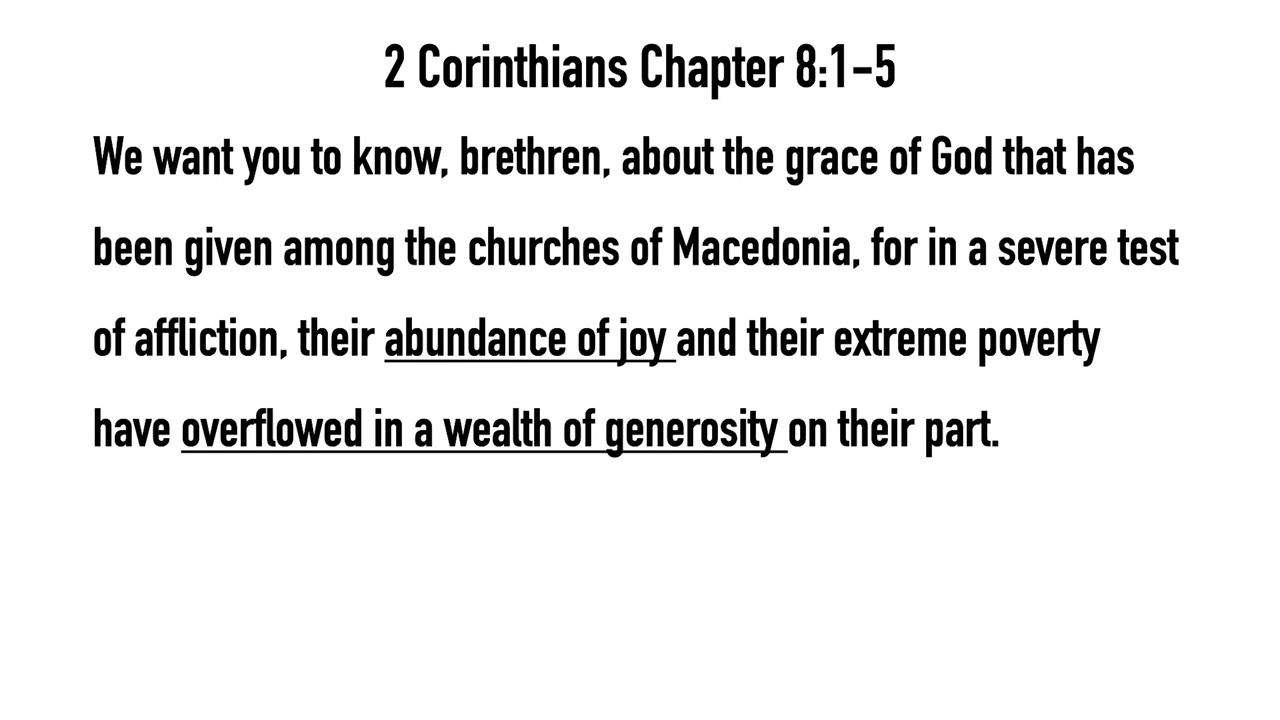 2 Corinthians Chapter 8:1-5
We want you to know, brethren, about the grace of God that has
been given among the churches of Macedonia, for in a severe test
of affliction, their abundance of joy and their extreme poverty
have overflowed in a wealth of generosity on their part.